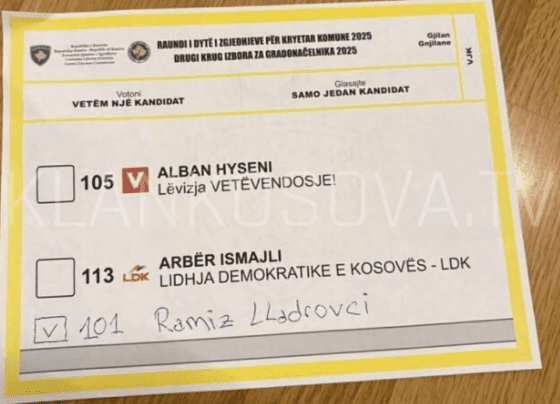 RAUNDI I DYTË I ZGJEDHJEVE PËR KRYETAR KOMUNE 2025
DRUGI KRUG IZBORA ZA GRADONAČELNIKA 2025
Gjilan
Gnjilane
VJK
Votoni
VETËM NJË KANDIDAT
Glasajte
SAMO JEDAN KANDIDAT
105 V ALBAN HYSENI
Lëvizja VETËVENDOSJE!
113 LDK ARBËR ISMAJLI
LIDHJA DEMOKRATIKE E KOSOVËS - LDK
v 101 Ramiz LLadrovci
KLANKOSOVA.TV